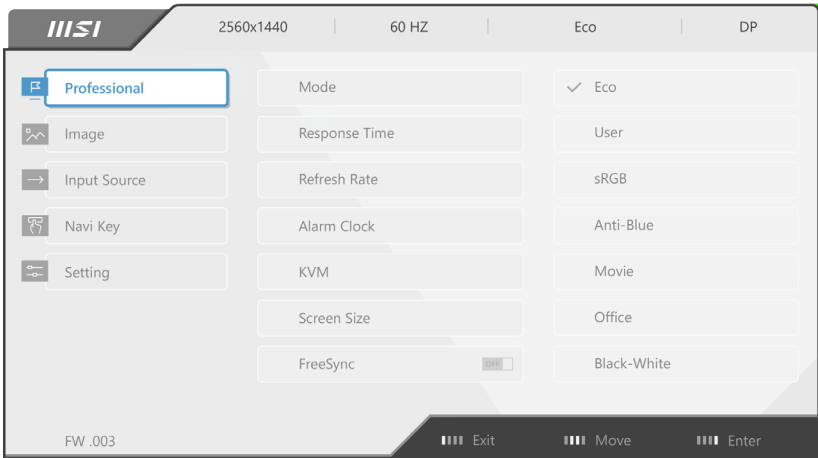 msi 2560x1440 60 HZ Eco DP
Professional Mode Eco
Image Response Time User
Input Source Refresh Rate sRGB
Navi Key Alarm Clock Anti-Blue
Setting KVM Movie
Screen Size Office
FreeSync OFF Black-White
FW .003 Exit Move Enter